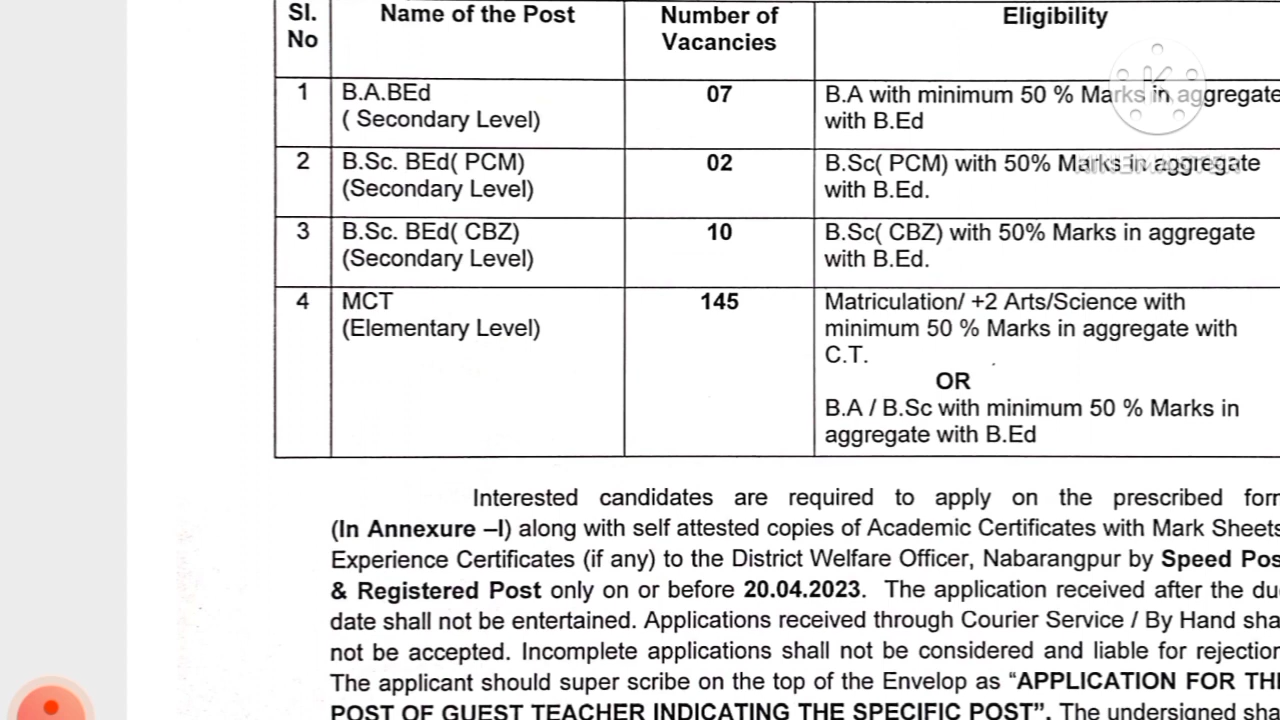 Sl. No Name of the Post Number of Vacancies Eligibility
1 B.A.BEd ( Secondary Level) 07 B.A with minimum 50 % Marks in aggregate with B.Ed
2 B.Sc. BEd( PCM) (Secondary Level) 02 B.Sc( PCM) with 50% Marks in aggregate with B.Ed.
3 B.Sc. BEd( CBZ) (Secondary Level) 10 B.Sc( CBZ) with 50% Marks in aggregate with B.Ed.
4 MCT (Elementary Level) 145 Matriculation/ +2 Arts/Science with minimum 50 % Marks in aggregate with C.T.
OR
B.A / B.Sc with minimum 50 % Marks in aggregate with B.Ed
Interested candidates are required to apply on the prescribed form
(In Annexure –I) along with self attested copies of Academic Certificates with Mark Sheets
Experience Certificates (if any) to the District Welfare Officer, Nabarangpur by Speed Pos
& Registered Post only on or before 20.04.2023. The application received after the du
date shall not be entertained. Applications received through Courier Service / By Hand sha
not be accepted. Incomplete applications shall not be considered and liable for rejection
The applicant should super scribe on the top of the Envelop as “APPLICATION FOR THE
POST OF GUEST TEACHER INDICATING THE SPECIFIC POST”. The undersigned sha